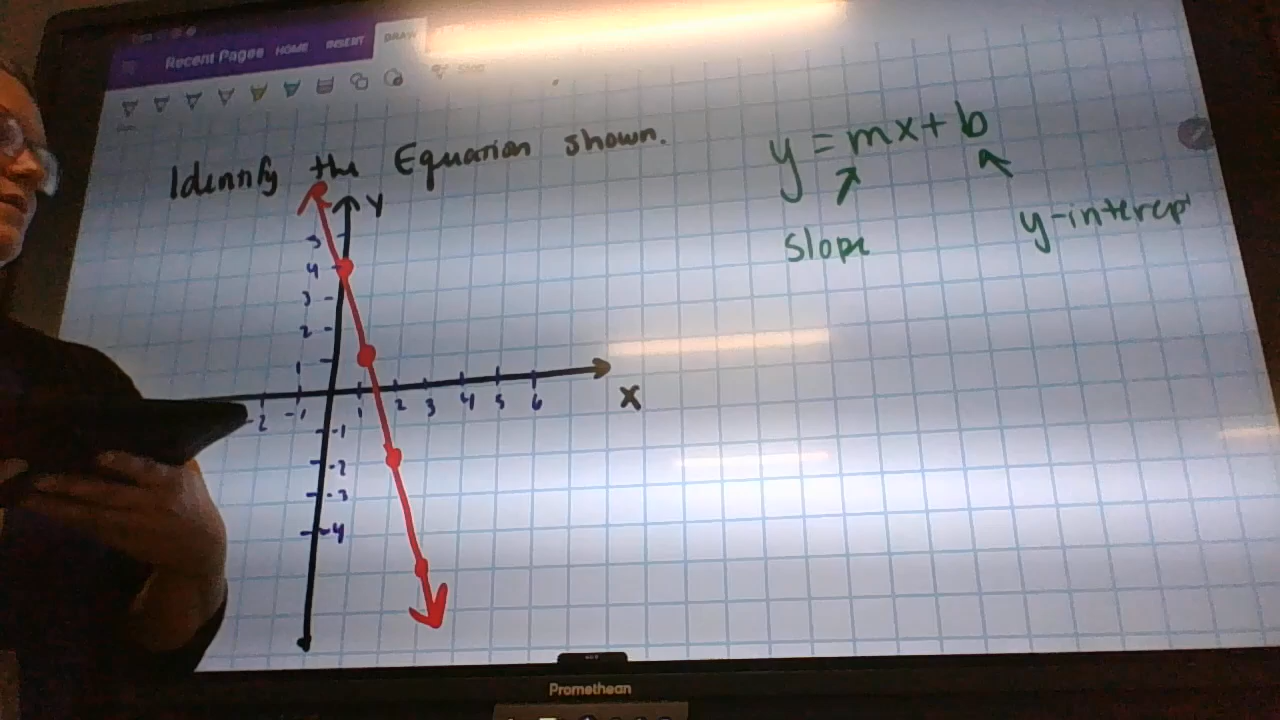 Recent Pages HOME INSERT DRAW
Identify the Equation shown.
y = mx + b
slope
y-intercept
Y
5
4
3
2
1
-2 -1 1 2 3 4 5 6
X
-1
-2
-3
-4
Promethean